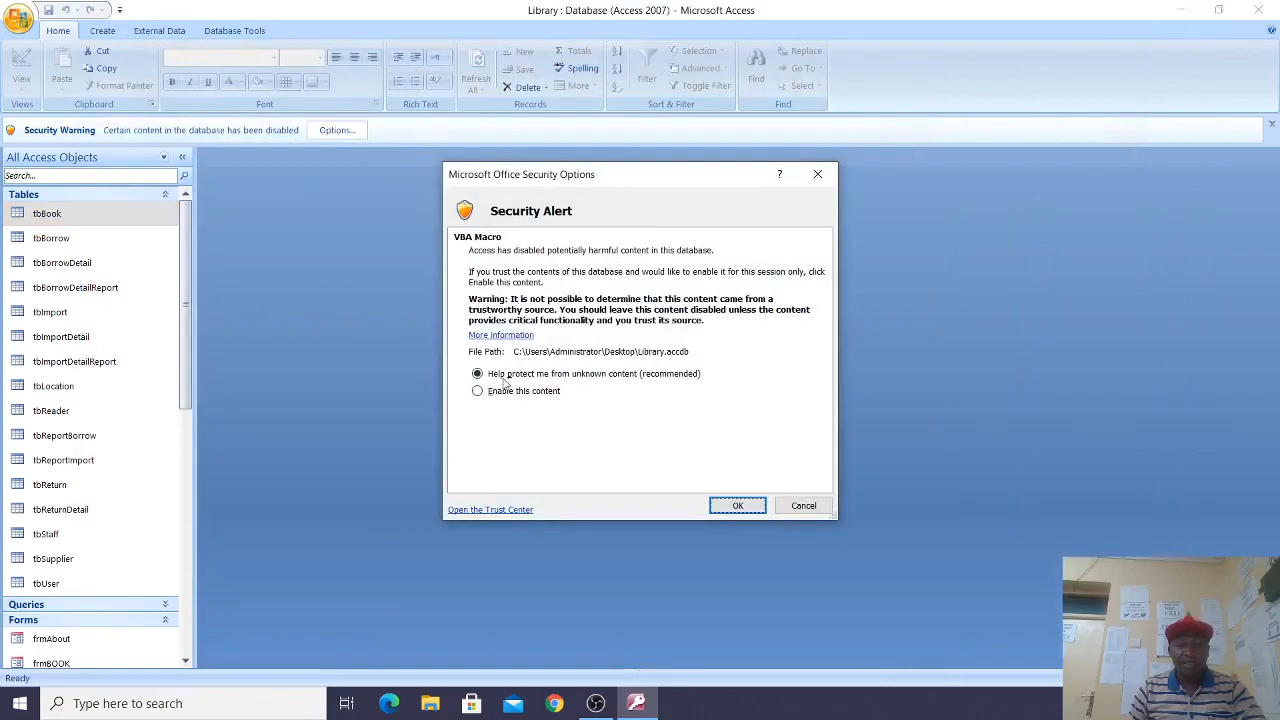 Library : Database (Access 2007) - Microsoft Access
Home
Create
External Data
Database Tools
View
Views
Paste
Cut
Copy
Format Painter
Clipboard
B I U A
Font
Rich Text
Refresh
All
New
Save
Delete
Totals
Spelling
More
Records
Filter
Selection
Advanced
Toggle Filter
Sort & Filter
Find
Replace
Go To
Select
Find
Security Warning Certain content in the database has been disabled Options...
All Access Objects
Search...
Tables
tbBook
tbBorrow
tbBorrowDetail
tbBorrowDetailReport
tbImport
tbImportDetail
tbImportDetailReport
tbLocation
tbReader
tbReportBorrow
tbReportImport
tbReturn
tbReturnDetail
tbStaff
tbSupplier
tbUser
Queries
Forms
frmAbout
frmBOOK
Microsoft Office Security Options
Security Alert
VBA Macro
Access has disabled potentially harmful content in this database.
If you trust the contents of this database and would like to enable it for this session only, click
Enable this content.
Warning: It is not possible to determine that this content came from a
trustworthy source. You should leave this content disabled unless the content
provides critical functionality and you trust its source.
More information
File Path: C:\Users\Administrator\Desktop\Library.accdb
Help protect me from unknown content (recommended)
Enable this content
Open the Trust Center
OK
Cancel
Ready
Type here to search